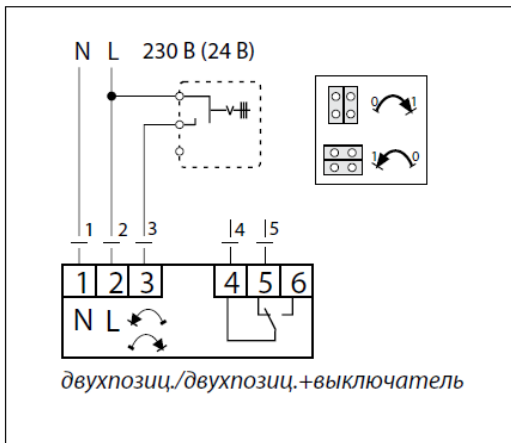 N L 230 В (24 В)
0 1
1 0
1 2 3 4 5
1 2 3 4 5 6
N L
двухпозиц./двухпозиц.+выключатель